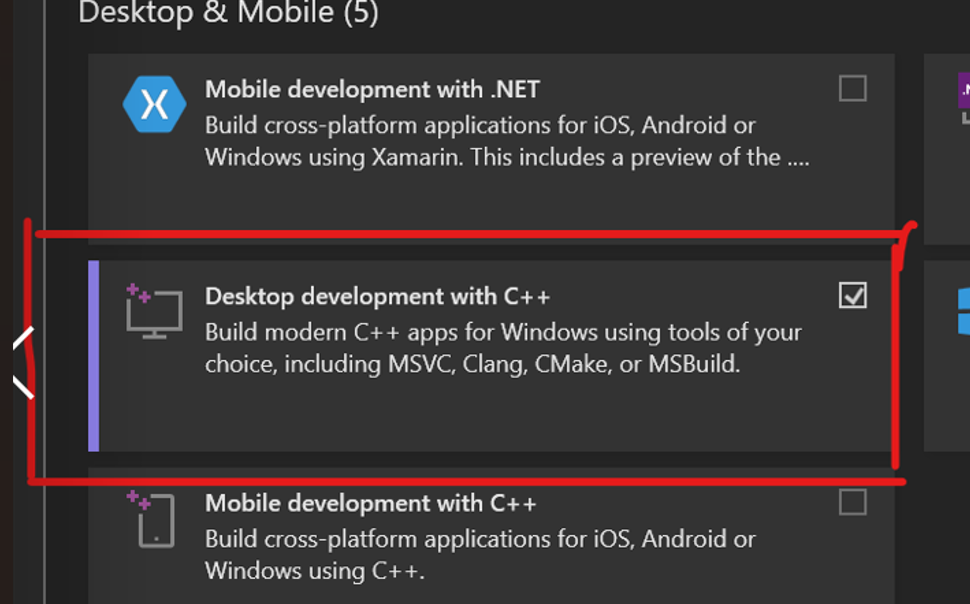 Desktop & Mobile (5)
Mobile development with .NET
Build cross-platform applications for iOS, Android or
Windows using Xamarin. This includes a preview of the ....
Desktop development with C++
Build modern C++ apps for Windows using tools of your
choice, including MSVC, Clang, CMake, or MSBuild.
Mobile development with C++
Build cross-platform applications for iOS, Android or
Windows using C++.